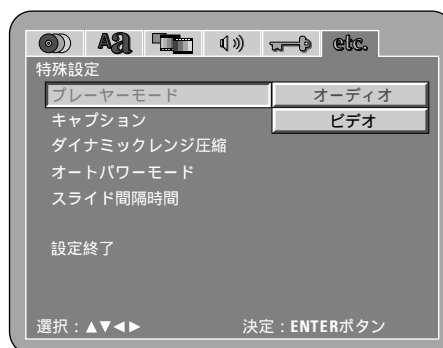 Aあ etc.
特殊設定
プレーヤーモード オーディオ
キャプション ビデオ
ダイナミックレンジ圧縮
オートパワーモード
スライド間隔時間
設定終了
選択：▲▼◀▶ 決定：ENTERボタン